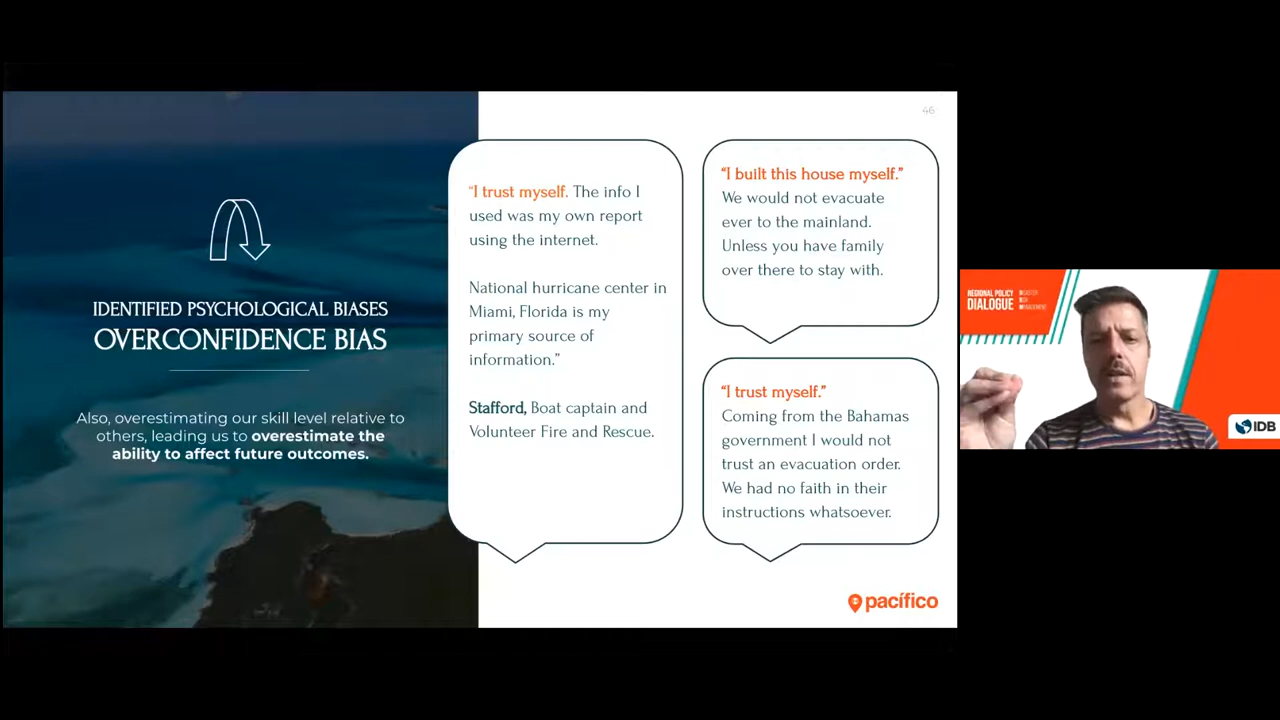 46
IDENTIFIED PSYCHOLOGICAL BIASES
OVERCONFIDENCE BIAS
Also, overestimating our skill level relative to
others, leading us to overestimate the
ability to affect future outcomes.
“I trust myself. The info I
used was my own report
using the internet.
National hurricane center in
Miami, Florida is my
primary source of
information.”
Stafford, Boat captain and
Volunteer Fire and Rescue.
“I built this house myself.”
We would not evacuate
ever to the mainland.
Unless you have family
over there to stay with.
“I trust myself.”
Coming from the Bahamas
government I would not
trust an evacuation order.
We had no faith in their
instructions whatsoever.
pacífico
REGIONAL POLICY
DIALOGUE
DISASTER
RISK
MANAGEMENT
IDB